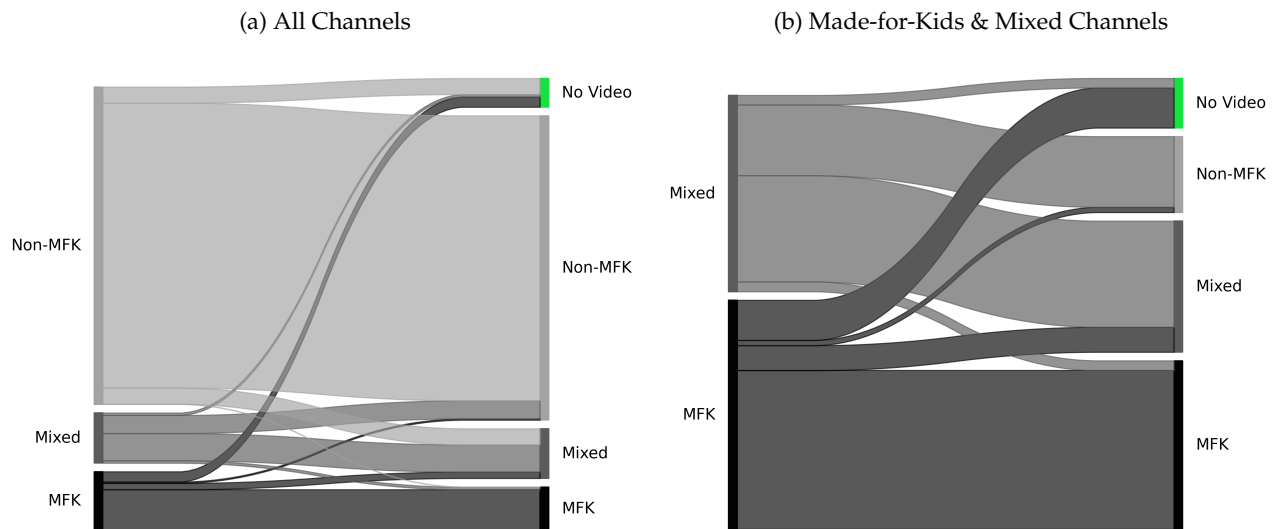 (a) All Channels
Non-MFK
Mixed
MFK
No Video
Non-MFK
Mixed
MFK
(b) Made-for-Kids & Mixed Channels
Mixed
MFK
No Video
Non-MFK
Mixed
MFK